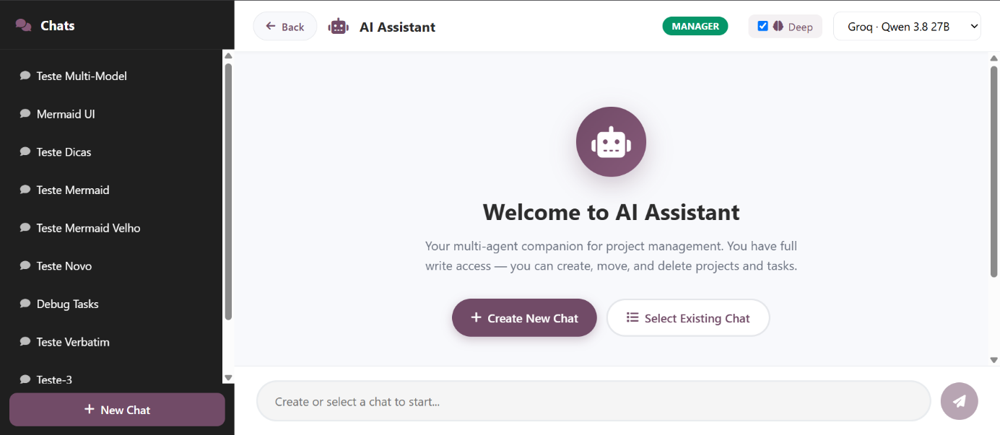 Chats
Teste Multi-Model
Mermaid UI
Teste Dicas
Teste Mermaid
Teste Mermaid Velho
Teste Novo
Debug Tasks
Teste Verbatim
Teste-3
New Chat
Back
AI Assistant
MANAGER
Deep
Groq · Qwen 3.8 27B
Welcome to AI Assistant
Your multi-agent companion for project management. You have full
write access — you can create, move, and delete projects and tasks.
Create New Chat
Select Existing Chat
Create or select a chat to start...